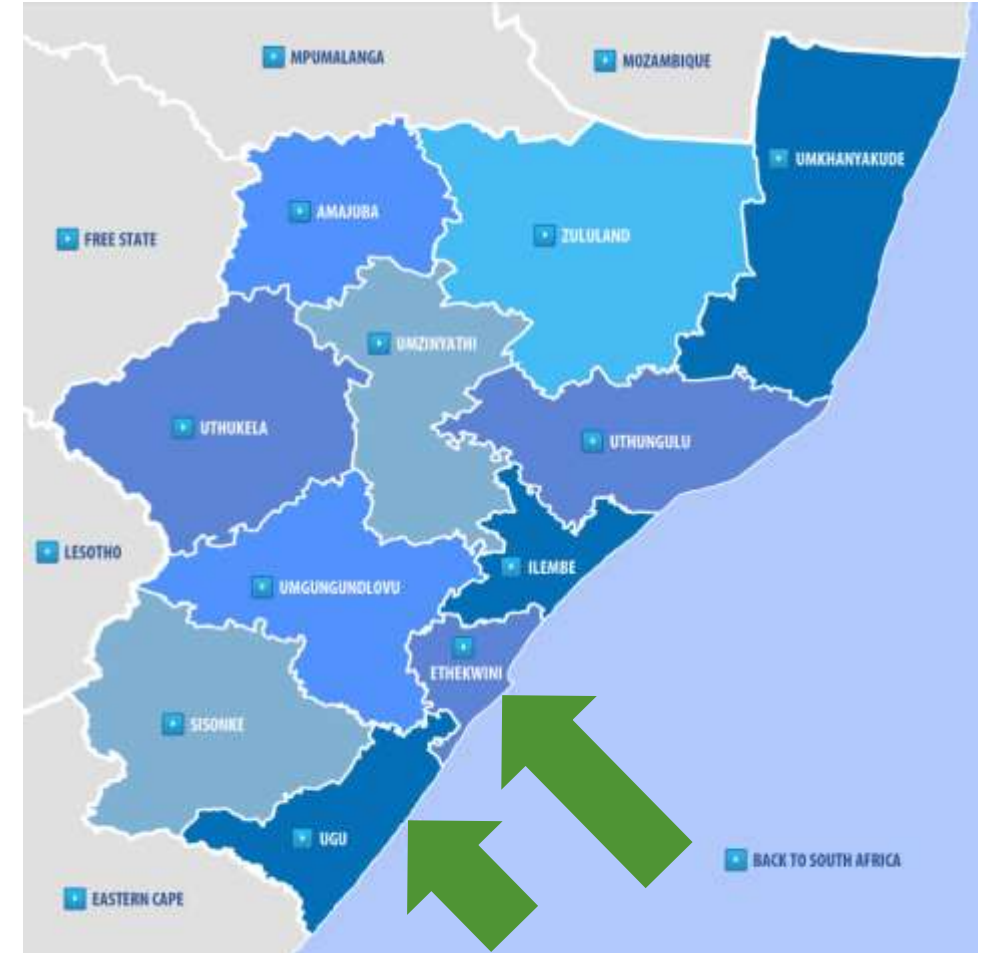 MPUMALANGA
MOZAMBIQUE
UMKHANYAKUDE
AMAJUBA
ZULULAND
FREE STATE
UMZINYATHI
UTHUKELA
UTHUNGULU
LESOTHO
ILEMBE
UMGUNGUNDLOVU
ETHEKWINI
SISONKE
UGU
BACK TO SOUTH AFRICA
EASTERN CAPE